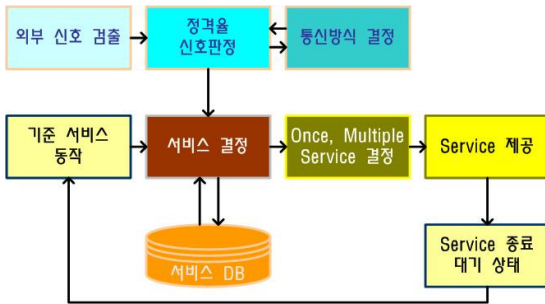 외부 신호 검출
정격율
신호판정
통신방식 결정
기준 서비스
동작
서비스 결정
Once, Multiple
Service 결정
Service 제공
서비스 DB
Service 종료
대기 상태